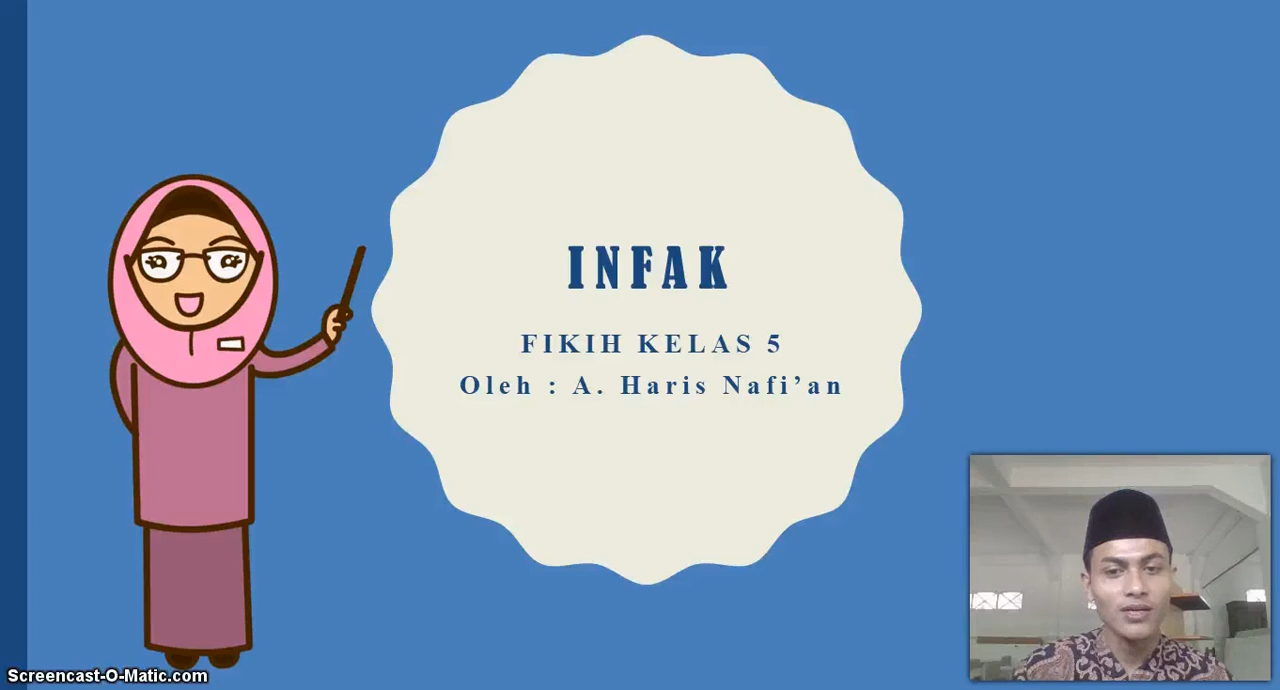 INFAK
FIKIH KELAS 5
Oleh : A. Haris Nafi’an
Screencast-O-Matic.com